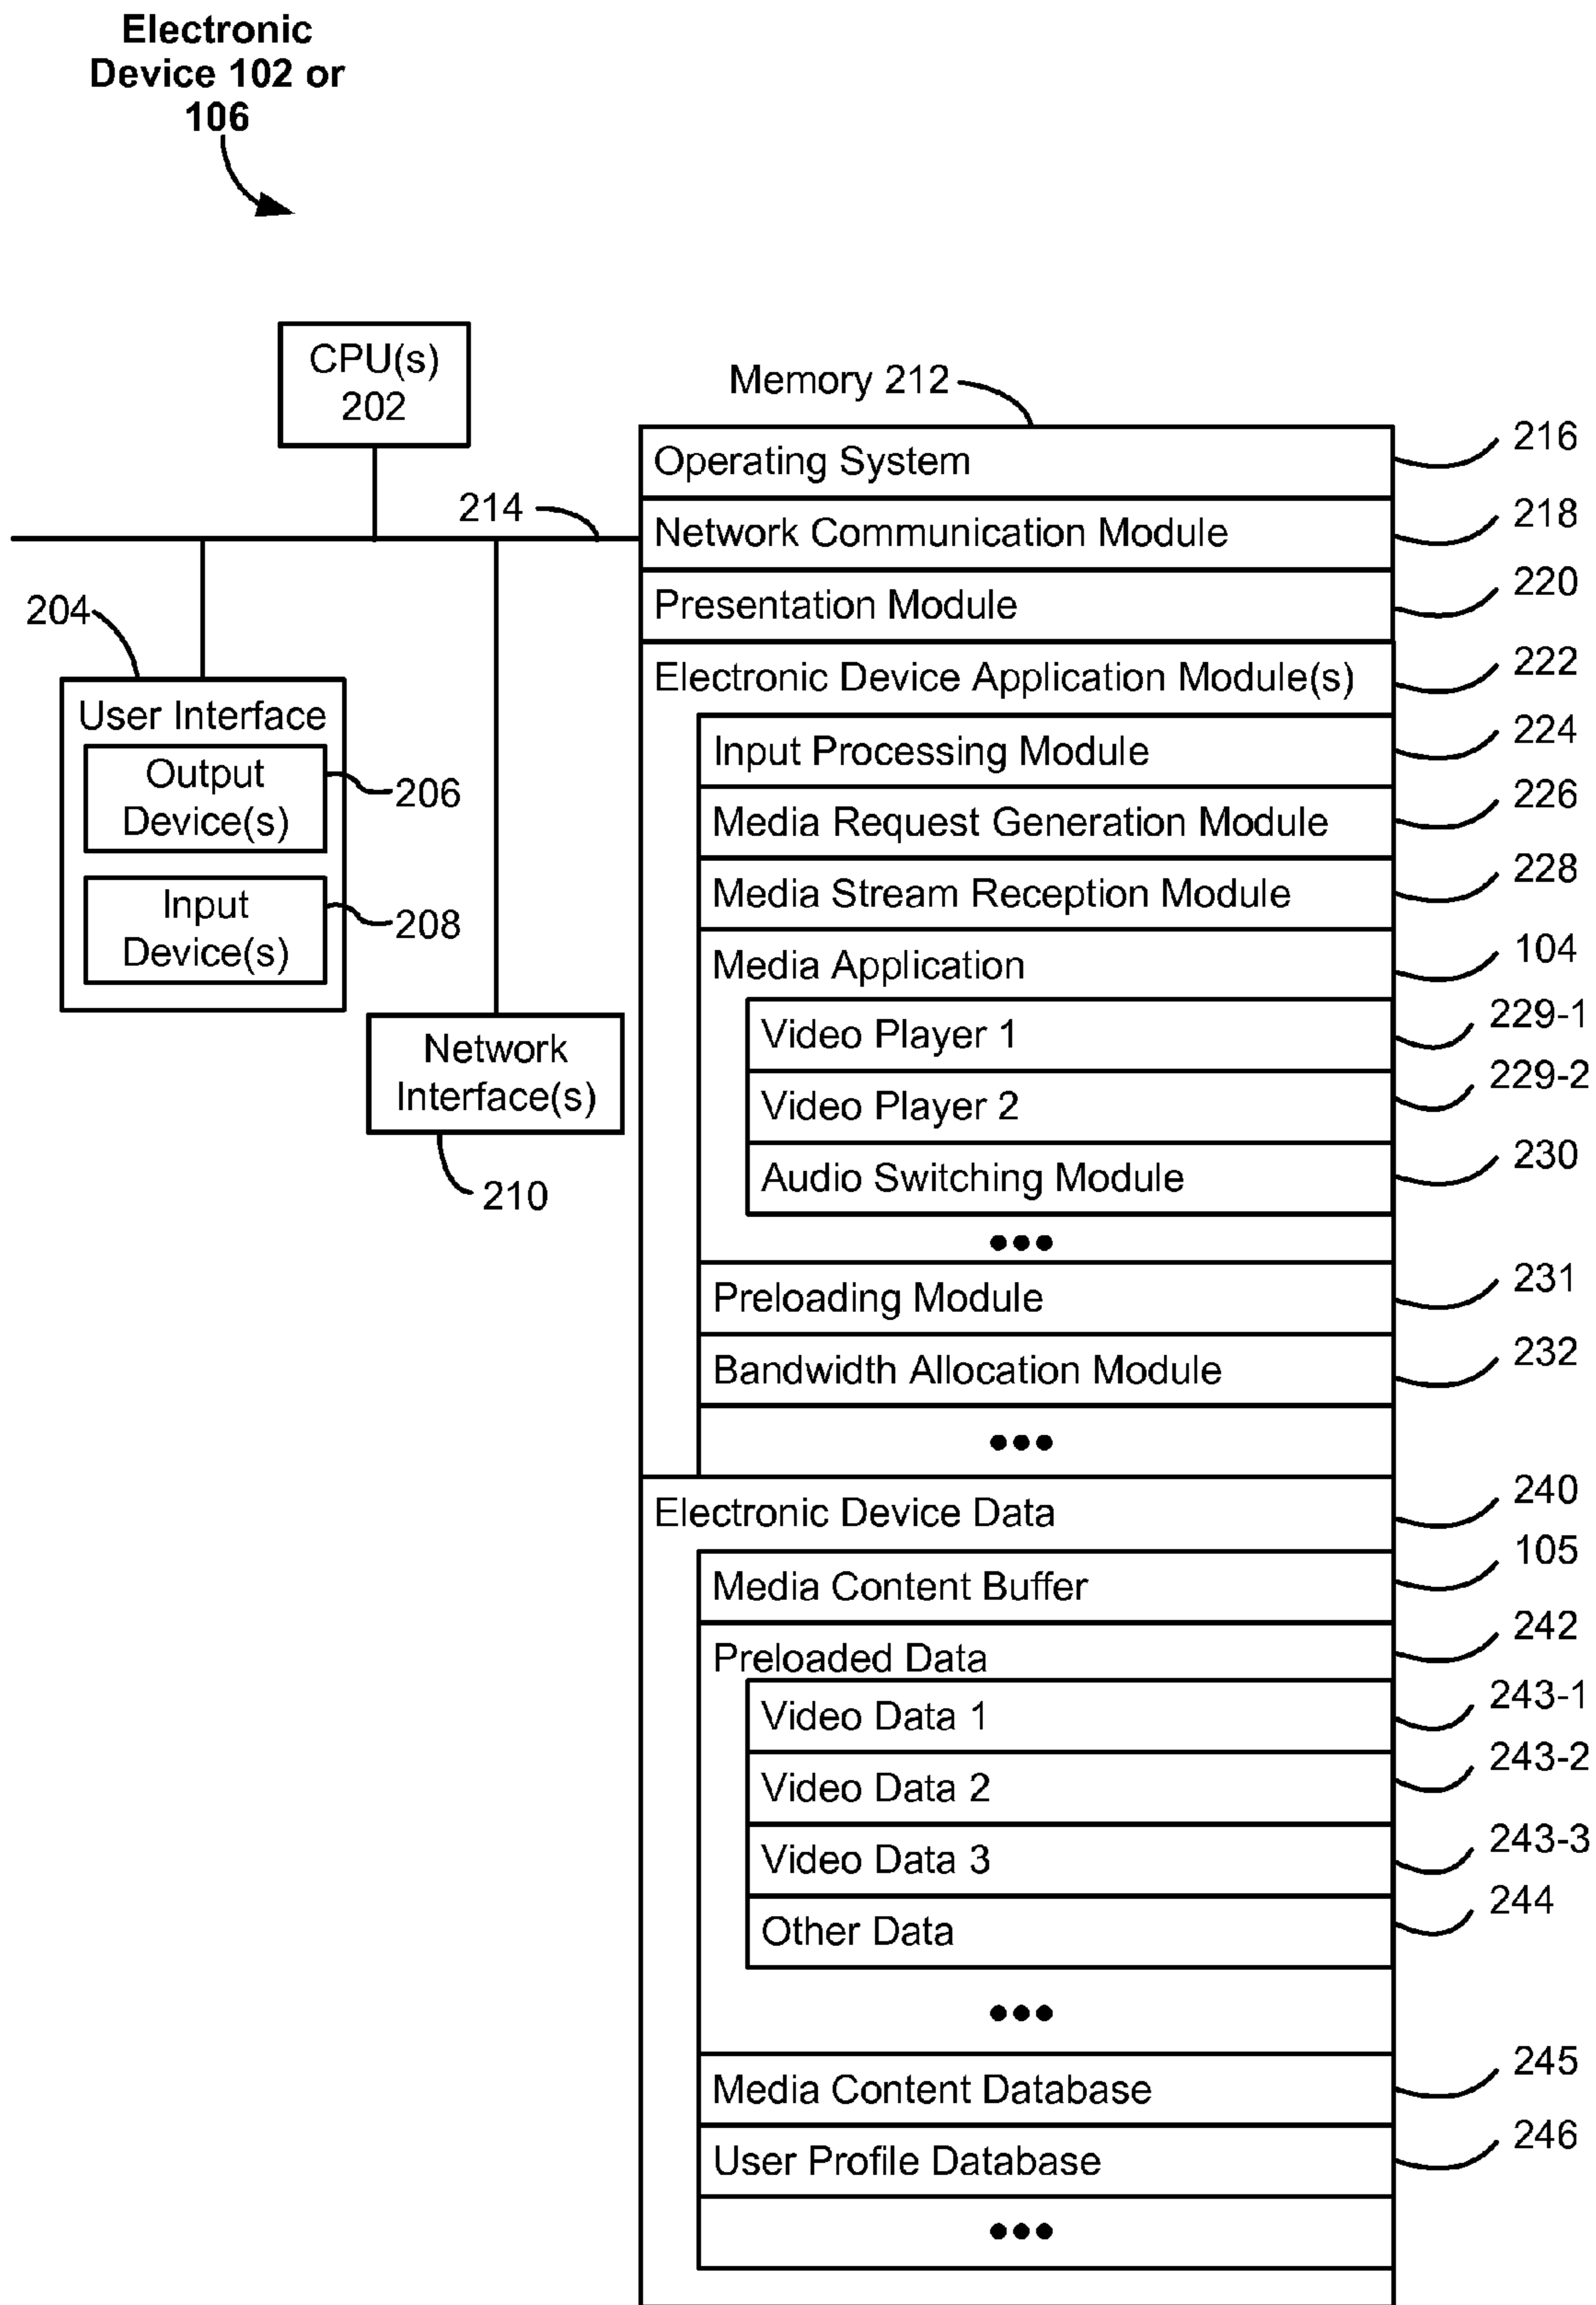 Electronic
Device 102 or
106
CPU(s)
202
Memory 212
214
204
User Interface
Output
Device(s)
206
Input
Device(s)
208
Network
Interface(s)
210
Operating System
216
Network Communication Module
218
Presentation Module
220
Electronic Device Application Module(s)
222
Input Processing Module
224
Media Request Generation Module
226
Media Stream Reception Module
228
Media Application
104
Video Player 1
229-1
Video Player 2
229-2
Audio Switching Module
230
•••
Preloading Module
231
Bandwidth Allocation Module
232
•••
Electronic Device Data
240
Media Content Buffer
105
Preloaded Data
242
Video Data 1
243-1
Video Data 2
243-2
Video Data 3
243-3
Other Data
244
•••
Media Content Database
245
User Profile Database
246
•••